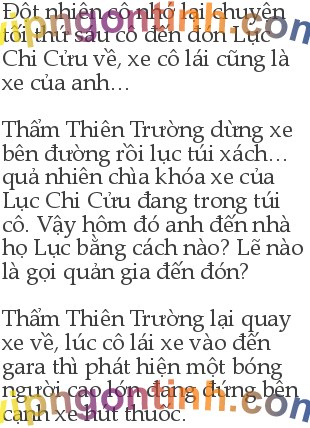 Đột nhiên cô nhớ lại chuyện
tối thứ sáu cô đến đón Lục
Chi Cửu về, xe cô lái cũng là
xe của anh…
Thẩm Thiên Trường dừng xe
bên đường rồi lục túi xách…
quả nhiên chìa khóa xe của
Lục Chi Cửu đang trong túi
cô. Vậy hôm đó anh đến nhà
họ Lục bằng cách nào? Lẽ nào
là gọi quản gia đến đón?
Thẩm Thiên Trường lại quay
xe về, lúc cô lái xe vào đến
gara thì phát hiện một bóng
người cao lớn đang đứng bên
cạnh xe hút thuốc.